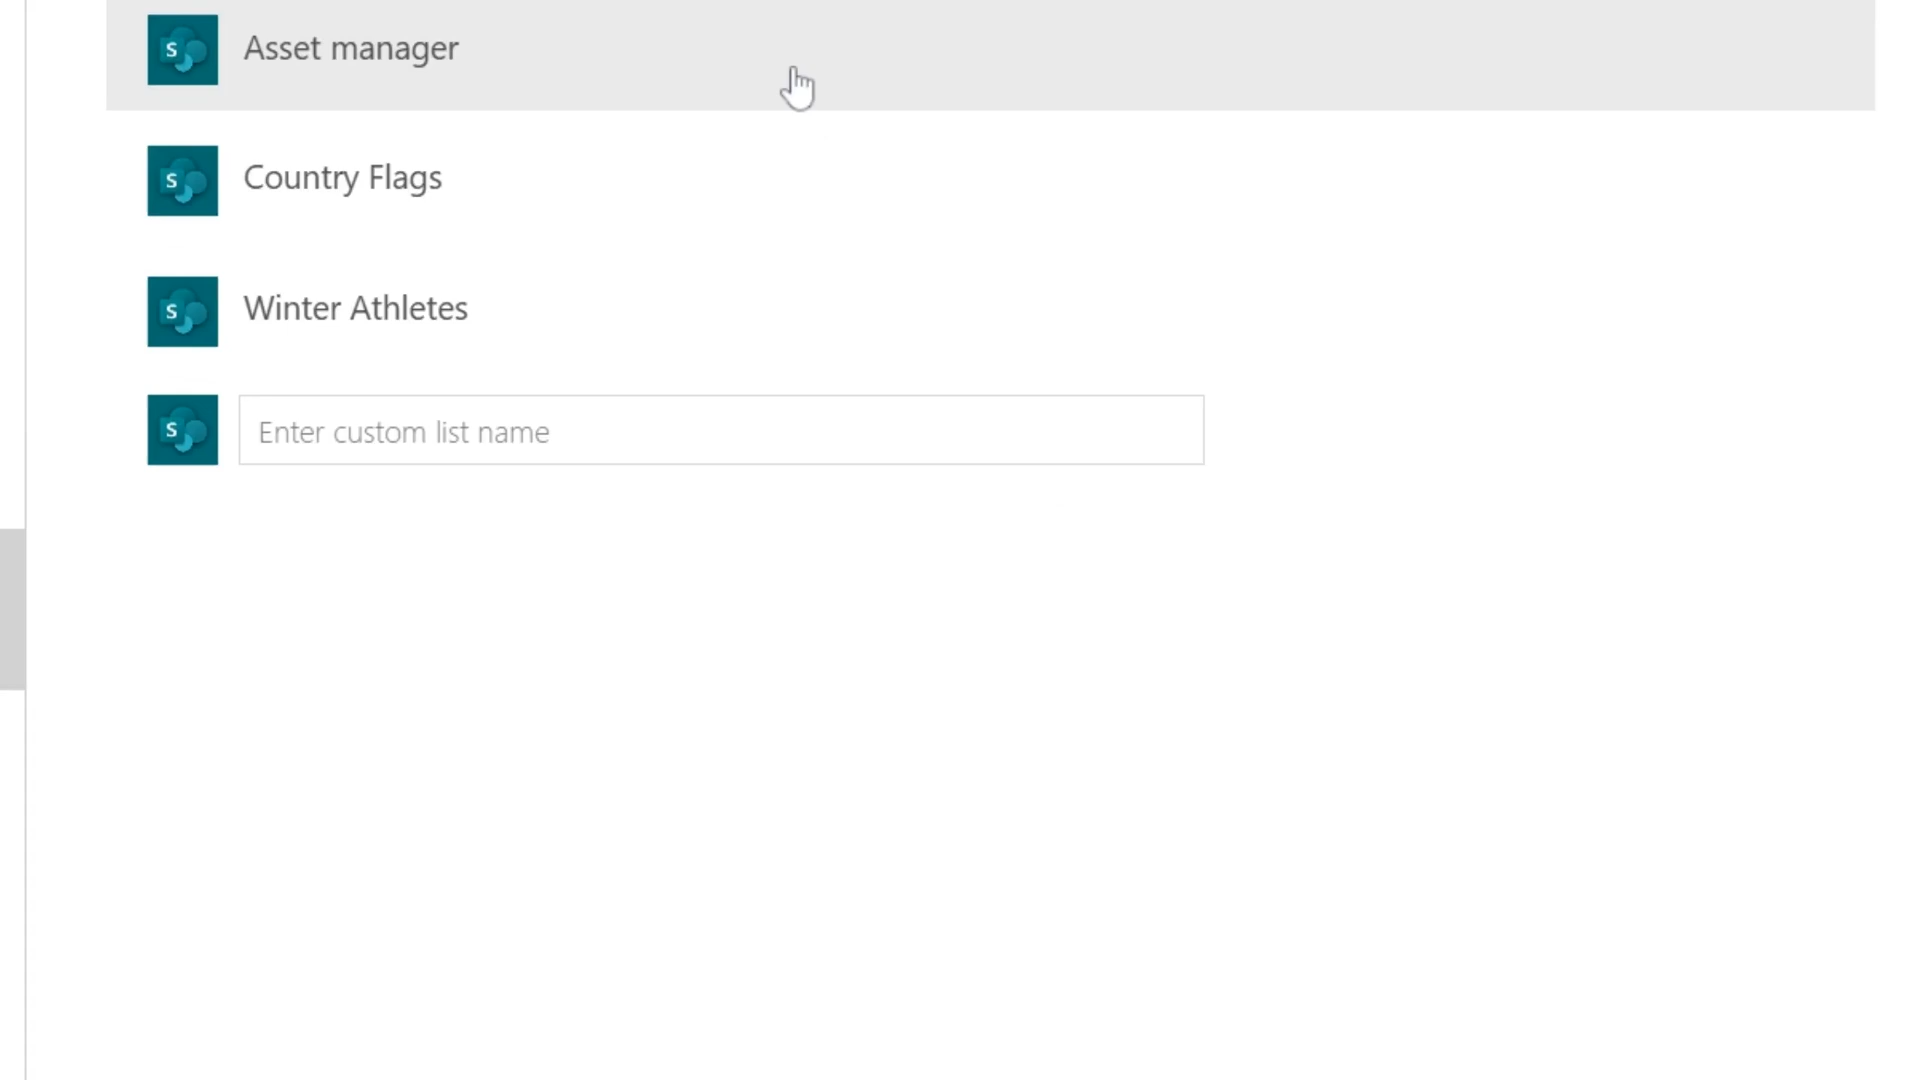 S Asset manager
S Country Flags
S Winter Athletes
S Enter custom list name